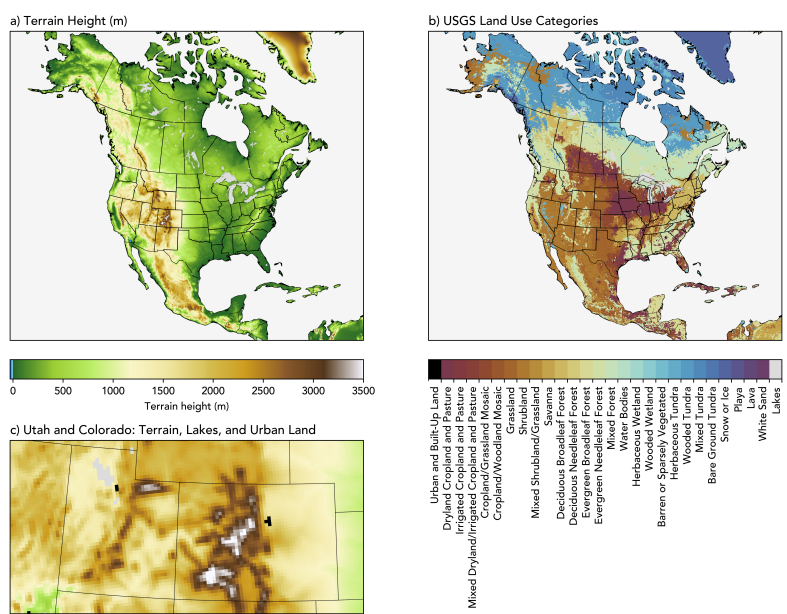 a) Terrain Height (m)
b) USGS Land Use Categories
0 500 1000 1500 2000 2500 3000 3500
Terrain height (m)
c) Utah and Colorado: Terrain, Lakes, and Urban Land
Urban and Built-Up Land
Dryland Cropland and Pasture
Irrigated Cropland and Pasture
Mixed Dryland/Irrigated Cropland and Pasture
Cropland/Grassland Mosaic
Cropland/Woodland Mosaic
Grassland
Shrubland
Mixed Shrubland/Grassland
Savanna
Deciduous Broadleaf Forest
Deciduous Needleleaf Forest
Evergreen Broadleaf Forest
Evergreen Needleleaf Forest
Mixed Forest
Water Bodies
Herbaceous Wetland
Wooded Wetland
Barren or Sparsely Vegetated
Herbaceous Tundra
Wooded Tundra
Mixed Tundra
Bare Ground Tundra
Snow or Ice
Playa
Lava
White Sand
Lakes